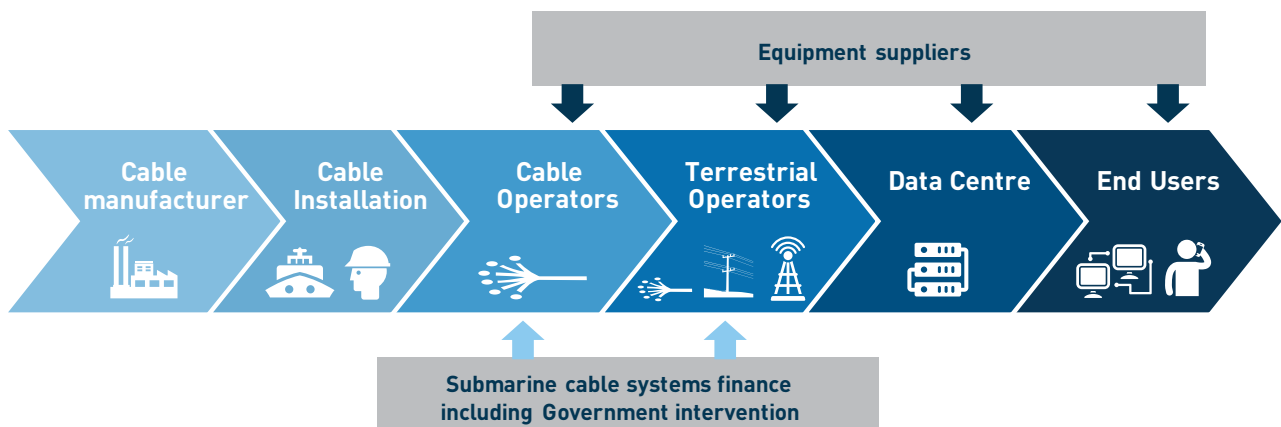 Equipment suppliers
Cable
manufacturer
Cable
Installation
Cable
Operators
Terrestrial
Operators
Data Centre
End Users
Submarine cable systems finance
including Government intervention